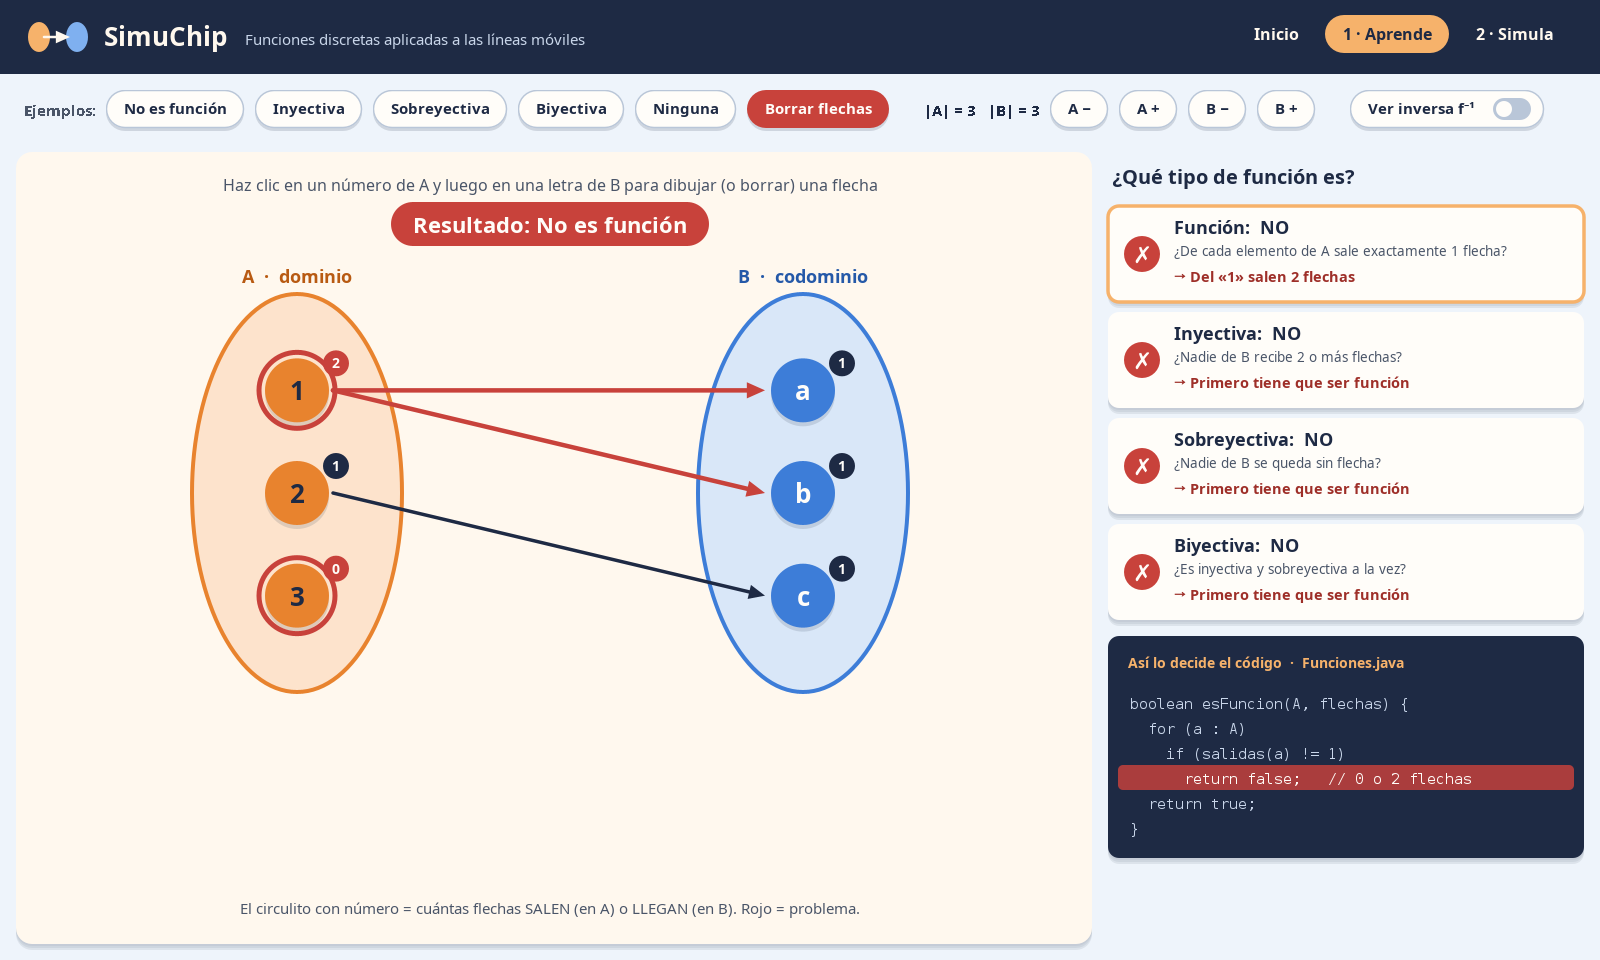 SimuChip
Funciones discretas aplicadas a las líneas móviles
Inicio
1 · Aprende
2 · Simula
Ejemplos:
No es función
Inyectiva
Sobreyectiva
Biyectiva
Ninguna
Borrar flechas
|A| = 3 |B| = 3
A −
A +
B −
B +
Ver inversa f⁻¹
Haz clic en un número de A y luego en una letra de B para dibujar (o borrar) una flecha
Resultado: No es función
A · dominio
B · codominio
1
2
a
1
2
1
b
1
3
0
c
1
El circulito con número = cuántas flechas SALEN (en A) o LLEGAN (en B). Rojo = problema.
¿Qué tipo de función es?
✗
Función: NO
¿De cada elemento de A sale exactamente 1 flecha?
→ Del «1» salen 2 flechas
✗
Inyectiva: NO
¿Nadie de B recibe 2 o más flechas?
→ Primero tiene que ser función
✗
Sobreyectiva: NO
¿Nadie de B se queda sin flecha?
→ Primero tiene que ser función
✗
Biyectiva: NO
¿Es inyectiva y sobreyectiva a la vez?
→ Primero tiene que ser función
Así lo decide el código · Funciones.java
boolean esFuncion(A, flechas) {
for (a : A)
if (salidas(a) != 1)
return false; // 0 o 2 flechas
return true;
}